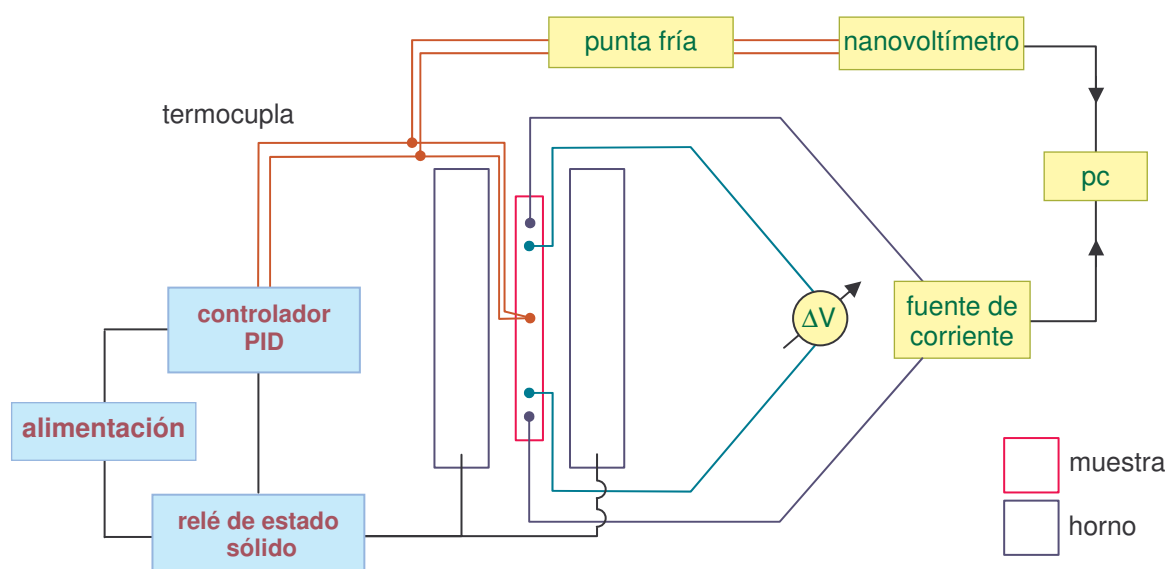 punta fría
nanovoltímetro
termocupla
pc
controlador
PID
ΔV
fuente de
corriente
alimentación
muestra
relé de estado
sólido
horno